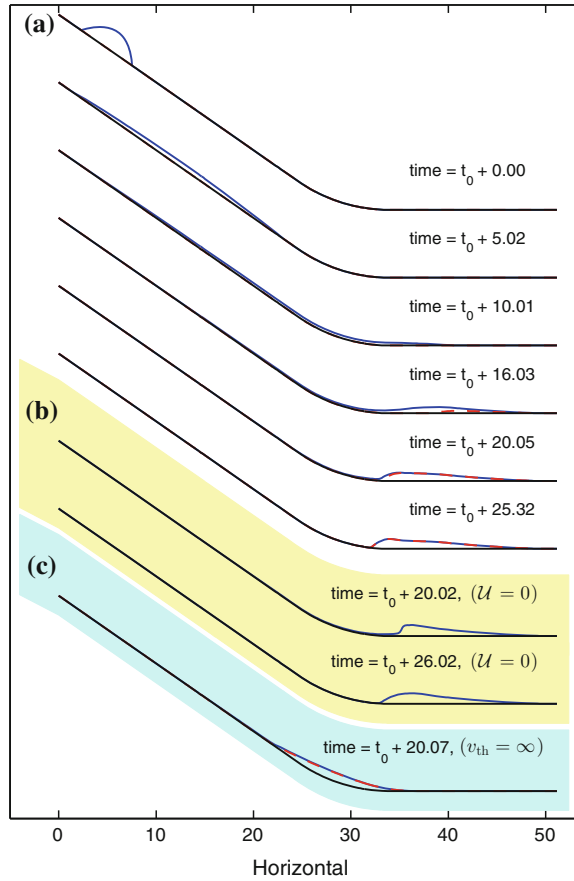 (a)
time = t₀ + 0.00
time = t₀ + 5.02
time = t₀ + 10.01
time = t₀ + 16.03
(b)
time = t₀ + 20.05
time = t₀ + 25.32
(c)
time = t₀ + 20.02, (𝒰 = 0)
time = t₀ + 26.02, (𝒰 = 0)
time = t₀ + 20.07, (v_th = ∞)
0 10 20 30 40 50
Horizontal